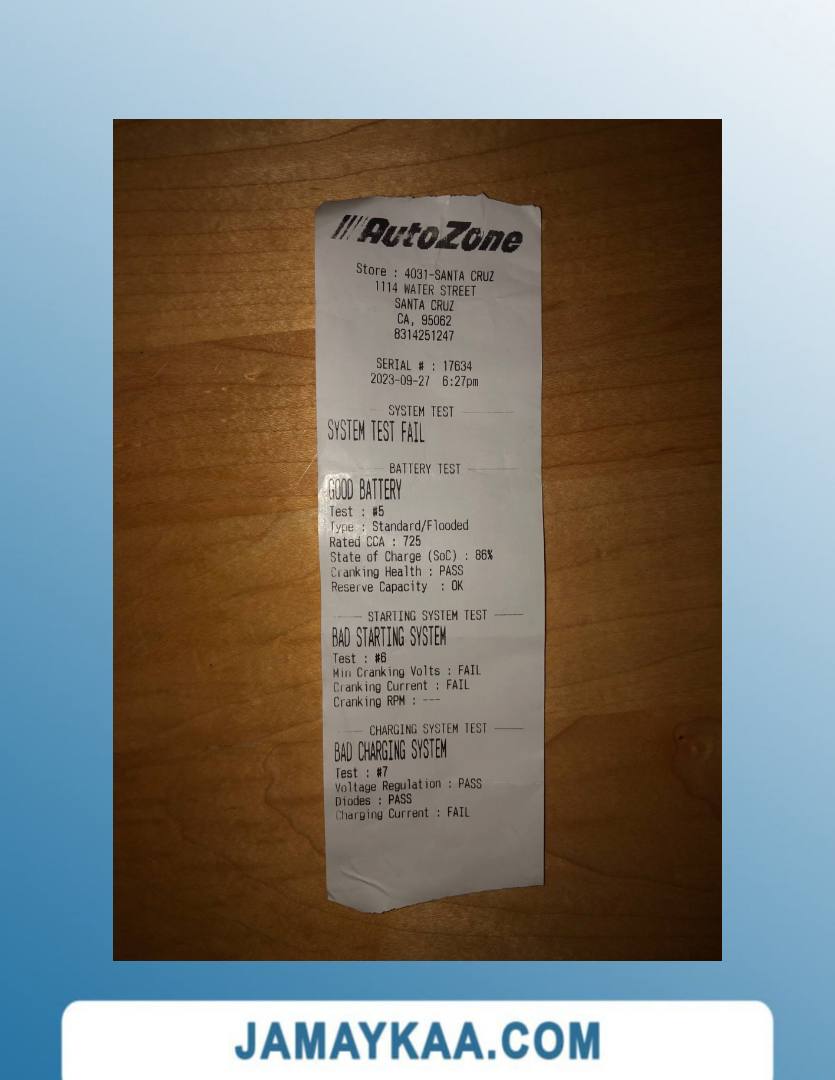 AutoZone
Store : 4031-SANTA CRUZ
1114 WATER STREET
SANTA CRUZ
CA, 95062
8314251247
SERIAL # : 17634
2023-09-27 6:27pm
SYSTEM TEST
SYSTEM TEST FAIL
BATTERY TEST
GOOD BATTERY
Test : #5
Type : Standard/Flooded
Rated CCA : 725
State of Charge (SoC) : 86%
Cranking Health : PASS
Reserve Capacity : OK
STARTING SYSTEM TEST
BAD STARTING SYSTEM
Test : #6
Min Cranking Volts : FAIL
Cranking Current : FAIL
Cranking RPM : ---
CHARGING SYSTEM TEST
BAD CHARGING SYSTEM
Test : #7
Voltage Regulation : PASS
Diodes : PASS
Charging Current : FAIL
JAMAYKAA.COM